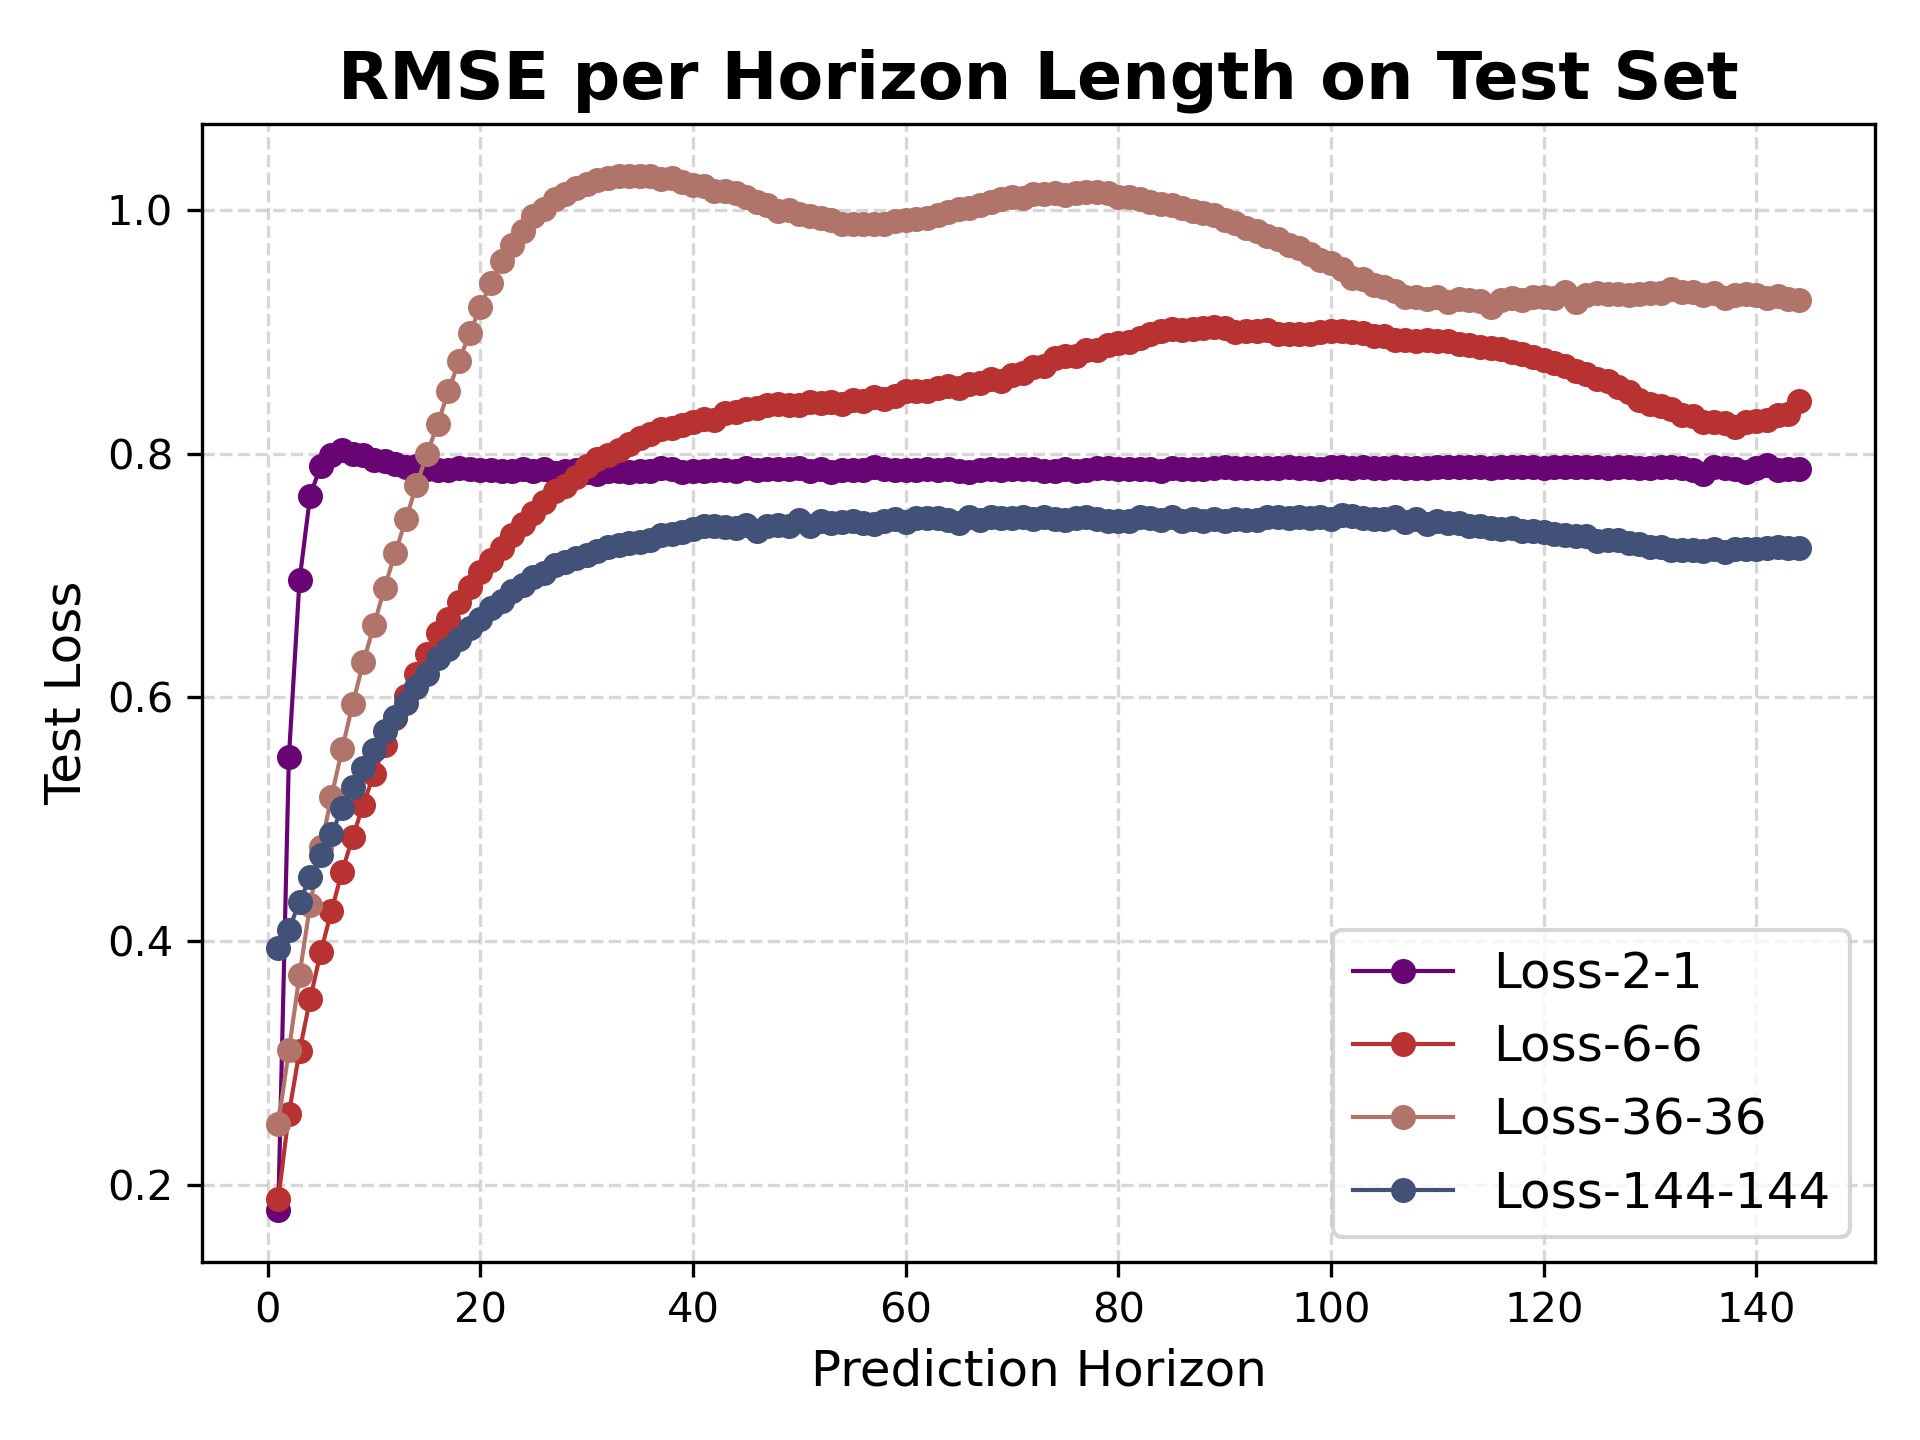 RMSE per Horizon Length on Test Set
1.0
0.8
0.6
0.4
0.2
Test Loss
0 20 40 60 80 100 120 140
Prediction Horizon
Loss-2-1
Loss-6-6
Loss-36-36
Loss-144-144